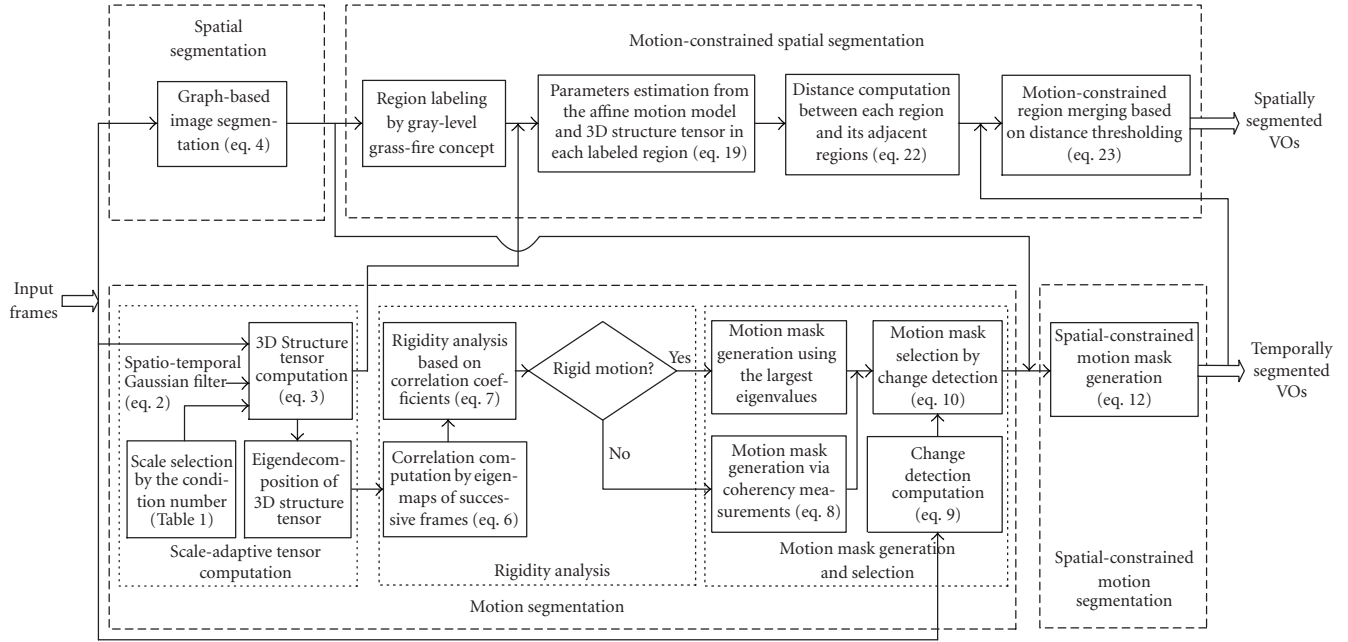 Spatial
segmentation
Graph-based
image segmen-
tation (eq. 4)
Motion-constrained spatial segmentation
Region labeling
by gray-level
grass-fire concept
Parameters estimation from
the affine motion model
and 3D structure tensor in
each labeled region (eq. 19)
Distance computation
between each region
and its adjacent
regions (eq. 22)
Motion-constrained
region merging based
on distance thresholding
(eq. 23)
Spatially
segmented
VOs
Input
frames
Spatio-temporal
Gaussian filter
(eq. 2)
3D Structure
tensor
computation
(eq. 3)
Scale selection
by the condi-
tion number
(Table 1)
Eigendecom-
position of
3D structure
tensor
Scale-adaptive tensor
computation
Rigidity analysis
based on
correlation coef-
ficients (eq. 7)
Rigid motion?
Yes
No
Correlation com-
putation by eigen-
maps of succes-
sive frames (eq. 6)
Rigidity analysis
Motion mask
generation using
the largest
eigenvalues
Motion mask
selection by
change detection
(eq. 10)
Motion mask
generation via
coherency mea-
surements (eq. 8)
Change
detection
computation
(eq. 9)
Motion mask generation
and selection
Motion segmentation
Spatial-constrained
motion mask
generation
(eq. 12)
Spatial-constrained
motion
segmentation
Temporally
segmented
VOs